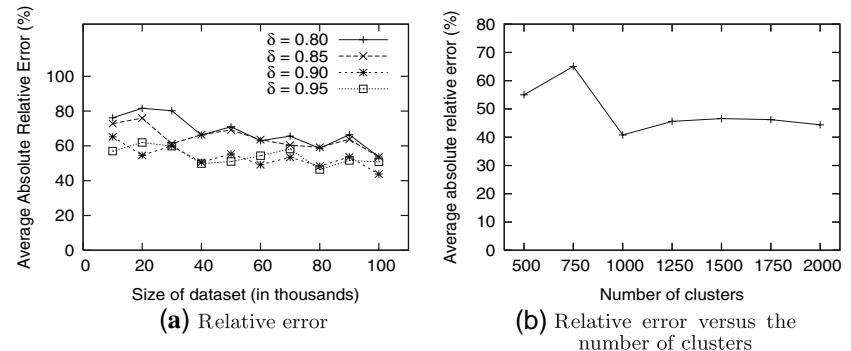 Average Absolute Relative Error (%)
120
100
80
60
40
20
0
δ = 0.80
δ = 0.85
δ = 0.90
δ = 0.95
0 20 40 60 80 100
Size of dataset (in thousands)
(a) Relative error
Average absolute relative error (%)
80
70
60
50
40
30
20
10
0
500 750 1000 1250 1500 1750 2000
Number of clusters
(b) Relative error versus the
number of clusters